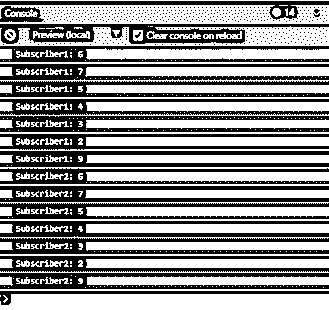 Console
14
Preview (local)
Clear console on reload
Subscriber1: 6
Subscriber1: 7
Subscriber1: 5
Subscriber1: 4
Subscriber1: 3
Subscriber1: 2
Subscriber1: 9
Subscriber2: 6
Subscriber2: 7
Subscriber2: 5
Subscriber2: 4
Subscriber2: 3
Subscriber2: 2
Subscriber2: 9